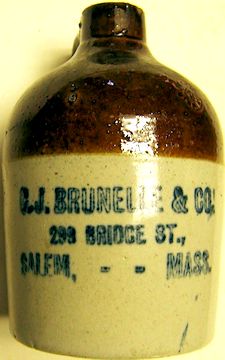 C.J. BRUNELLE & CO.
298 BRIDGE ST.,
SALEM, - - MASS.